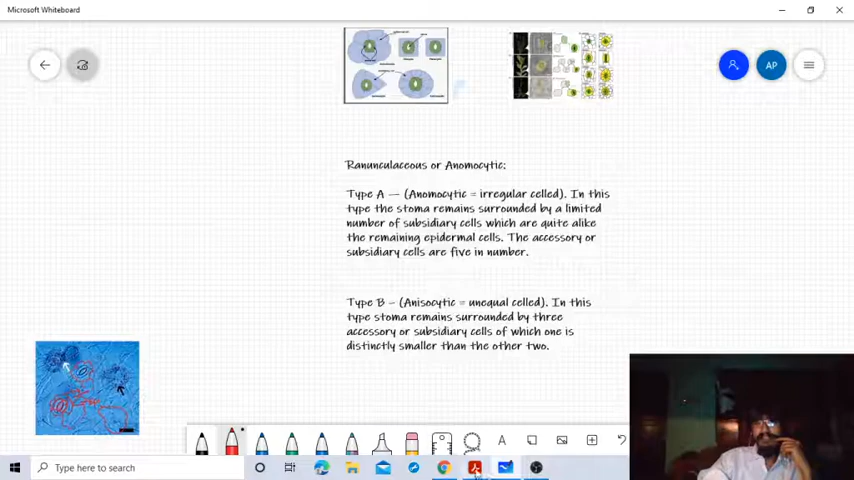 Microsoft Whiteboard
AP
Ranunculaceous or Anomocytic:
Type A — (Anomocytic = irregular celled). In this
type the stoma remains surrounded by a limited
number of subsidiary cells which are quite alike
the remaining epidermal cells. The accessory or
subsidiary cells are five in number.
Type B – (Anisocytic = unequal celled). In this
type stoma remains surrounded by three
accessory or subsidiary cells of which one is
distinctly smaller than the other two.
A
Type here to search